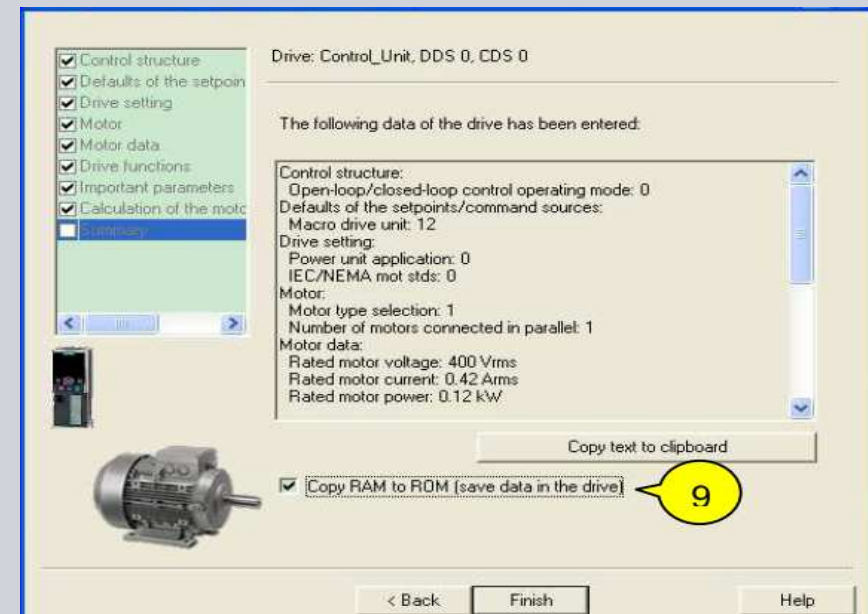 Control structure
Defaults of the setpoin
Drive setting
Motor
Motor data
Drive functions
Important parameters
Calculation of the motc
Summary
Drive: Control_Unit, DDS 0, CDS 0
The following data of the drive has been entered:
Control structure:
Open-loop/closed-loop control operating mode: 0
Defaults of the setpoints/command sources:
Macro drive unit: 12
Drive setting:
Power unit application: 0
IEC/NEMA mot stds: 0
Motor:
Motor type selection: 1
Number of motors connected in parallel: 1
Motor data:
Rated motor voltage: 400 Vrms
Rated motor current: 0.42 Arms
Rated motor power: 0.12 kW
Copy text to clipboard
Copy RAM to ROM (save data in the drive)
9
< Back
Finish
Help